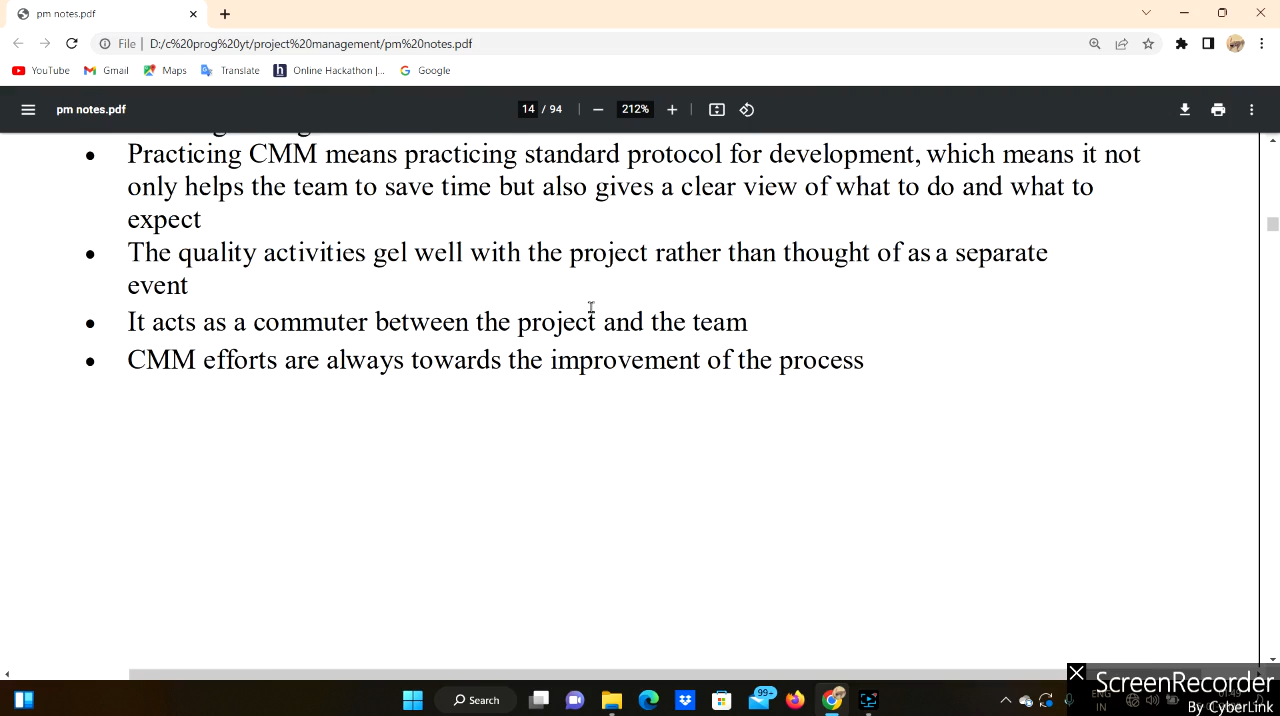 pm notes.pdf
File D:/c%20prog%20yt/project%20management/pm%20notes.pdf
YouTube Gmail Maps Translate Online Hackathon |... Google
pm notes.pdf 14 / 94 212%
Practicing CMM means practicing standard protocol for development, which means it not
only helps the team to save time but also gives a clear view of what to do and what to
expect
The quality activities gel well with the project rather than thought of as a separate
event
It acts as a commuter between the project and the team
CMM efforts are always towards the improvement of the process
ScreenRecorder
By CyberLink
Search 99+ ENG
IN